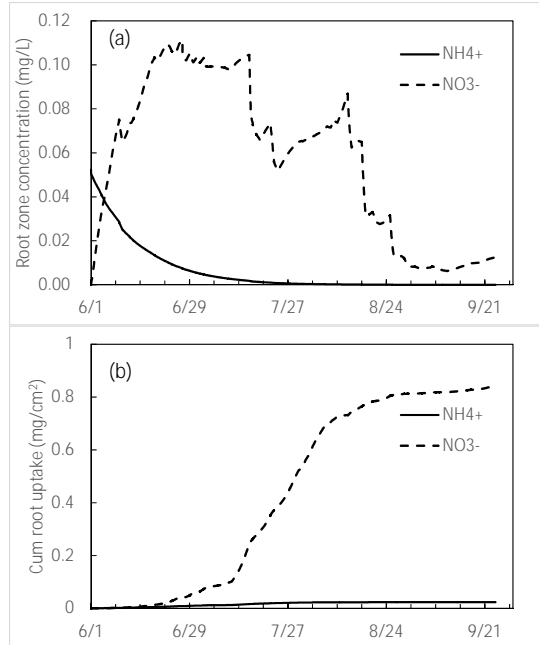 Root zone concentration (mg/L)
(a)
NH4+
NO3-
0.12
0.10
0.08
0.06
0.04
0.02
0.00
6/1 6/29 7/27 8/24 9/21
Cum root uptake (mg/cm²)
(b)
NH4+
NO3-
1
0.8
0.6
0.4
0.2
0
6/1 6/29 7/27 8/24 9/21